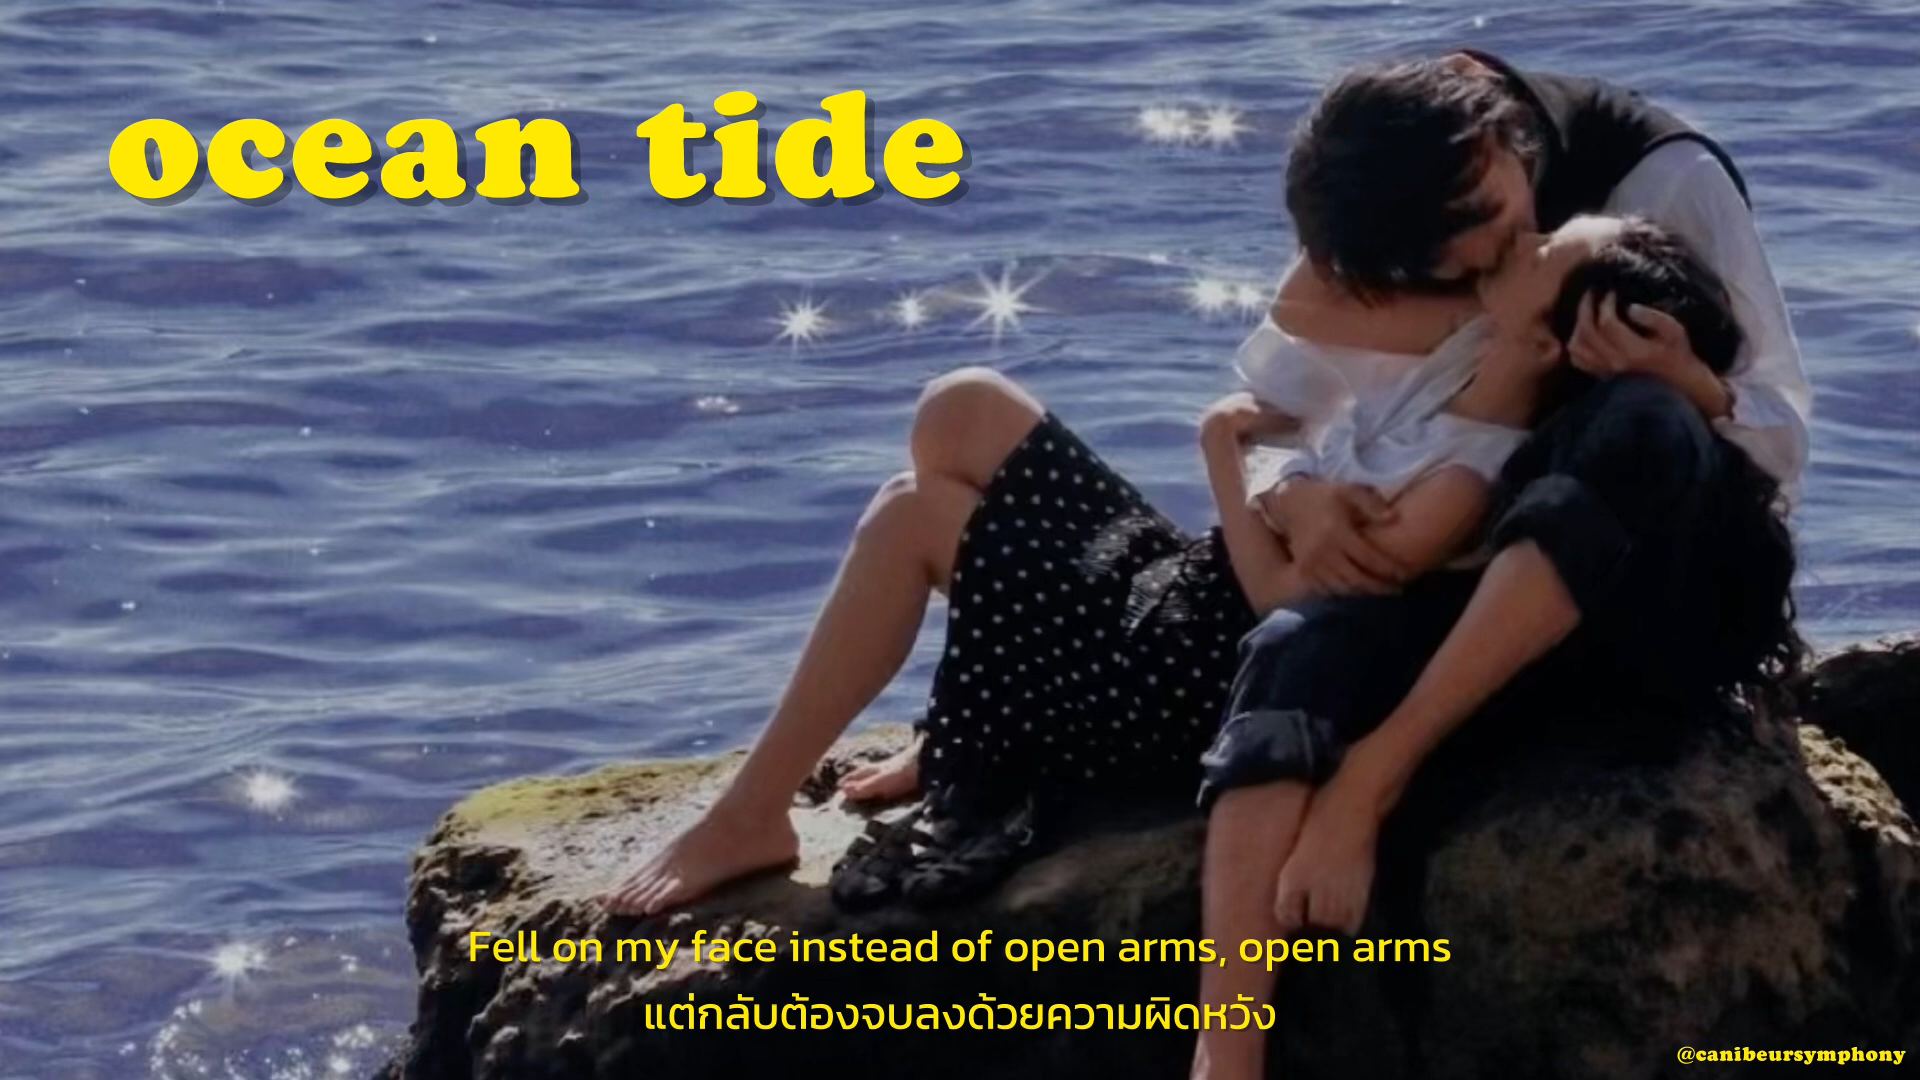 ocean tide
Fell on my face instead of open arms, open arms
แต่กลับต้องจบลงด้วยความผิดหวัง
@canibeursymphony